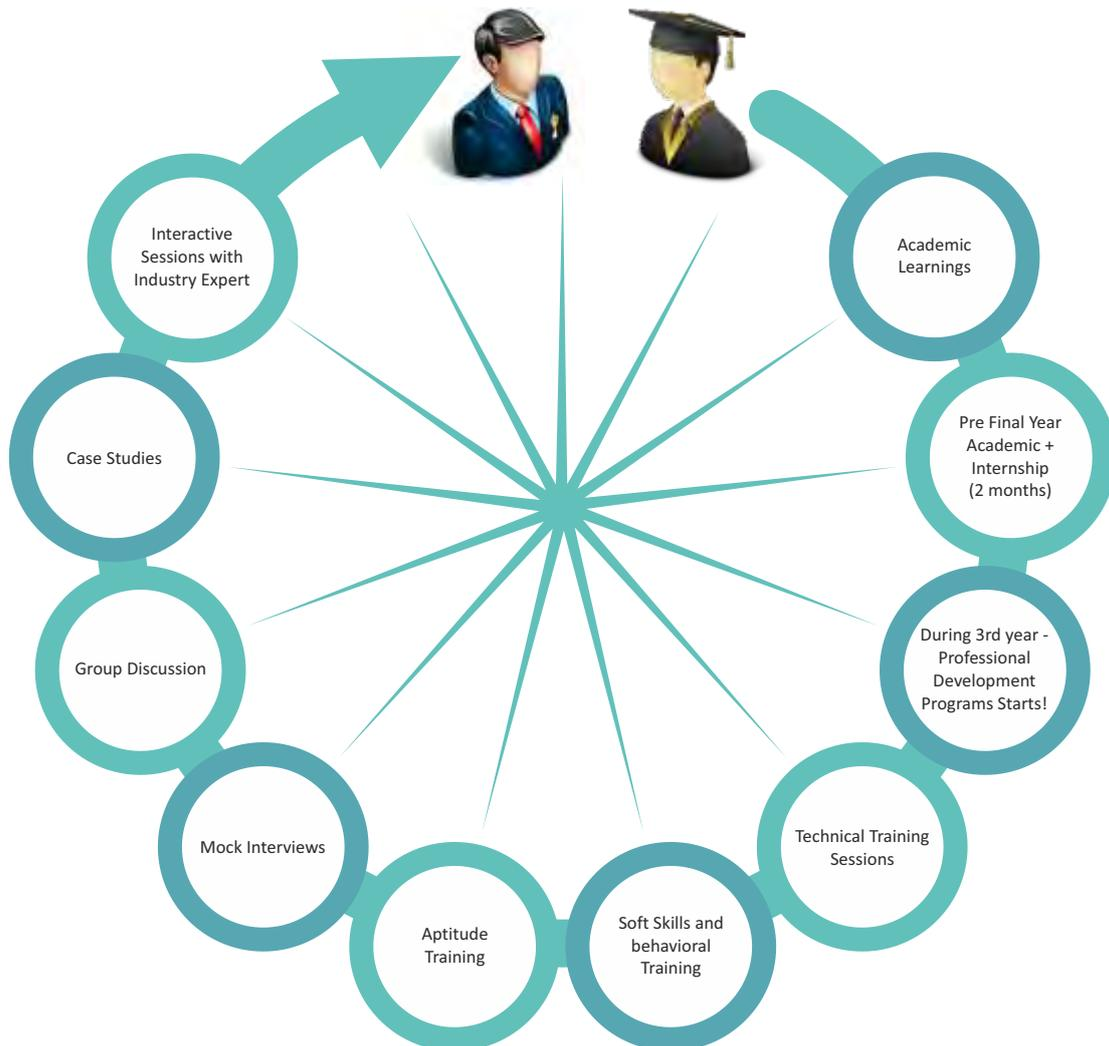 Academic
Learnings
Pre Final Year
Academic +
Internship
(2 months)
During 3rd year -
Professional
Development
Programs Starts!
Technical Training
Sessions
Soft Skills and
behavioral
Training
Aptitude
Training
Mock Interviews
Group Discussion
Case Studies
Interactive
Sessions with
Industry Expert